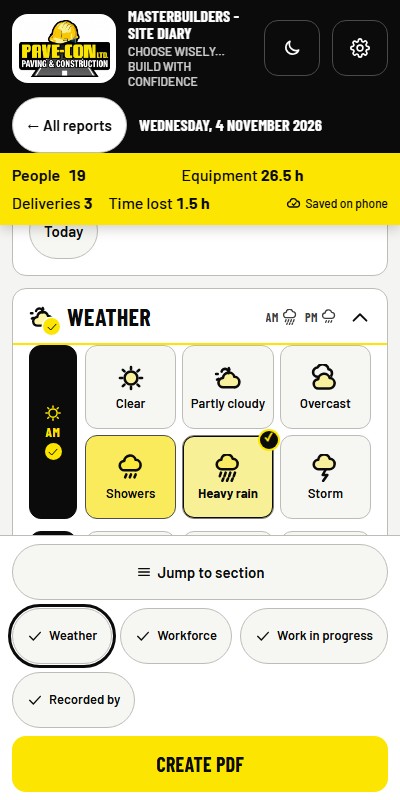 PAVE-CON LTD.
PAVING & CONSTRUCTION
MASTERBUILDERS –
SITE DIARY
CHOOSE WISELY...
BUILD WITH
CONFIDENCE
← All reports
WEDNESDAY, 4 NOVEMBER 2026
People 19
Equipment 26.5 h
Deliveries 3
Time lost 1.5 h
Saved on phone
Today
WEATHER
AM
PM
AM
Clear
Partly cloudy
Overcast
Showers
Heavy rain
Storm
Jump to section
Weather
Workforce
Work in progress
Recorded by
CREATE PDF